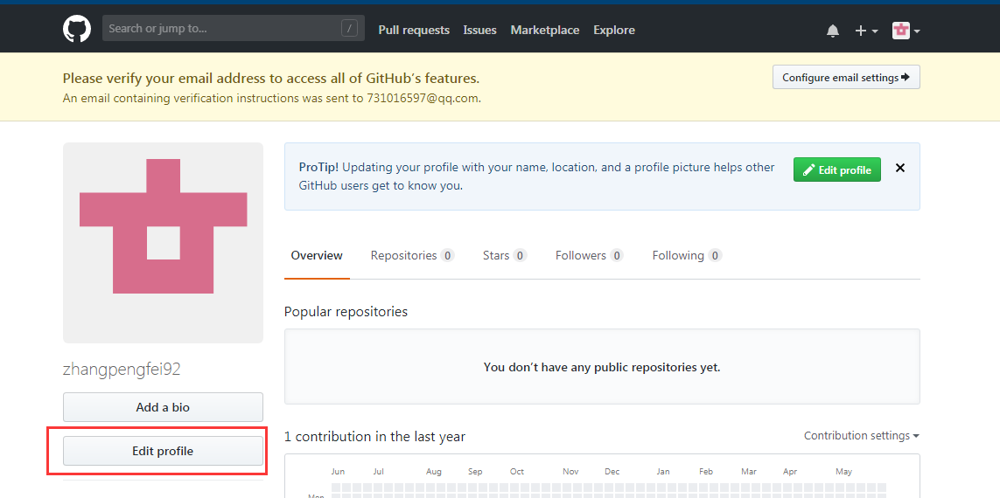 Search or jump to...
/
Pull requests Issues Marketplace Explore
Please verify your email address to access all of GitHub's features.
An email containing verification instructions was sent to 731016597@qq.com.
Configure email settings
ProTip! Updating your profile with your name, location, and a profile picture helps other
GitHub users get to know you.
Edit profile
Overview Repositories 0 Stars 0 Followers 0 Following 0
Popular repositories
You don't have any public repositories yet.
zhangpengfei92
Add a bio
Edit profile
1 contribution in the last year
Contribution settings
Jun Jul Aug Sep Oct Nov Dec Jan Feb Mar Apr May
Mon